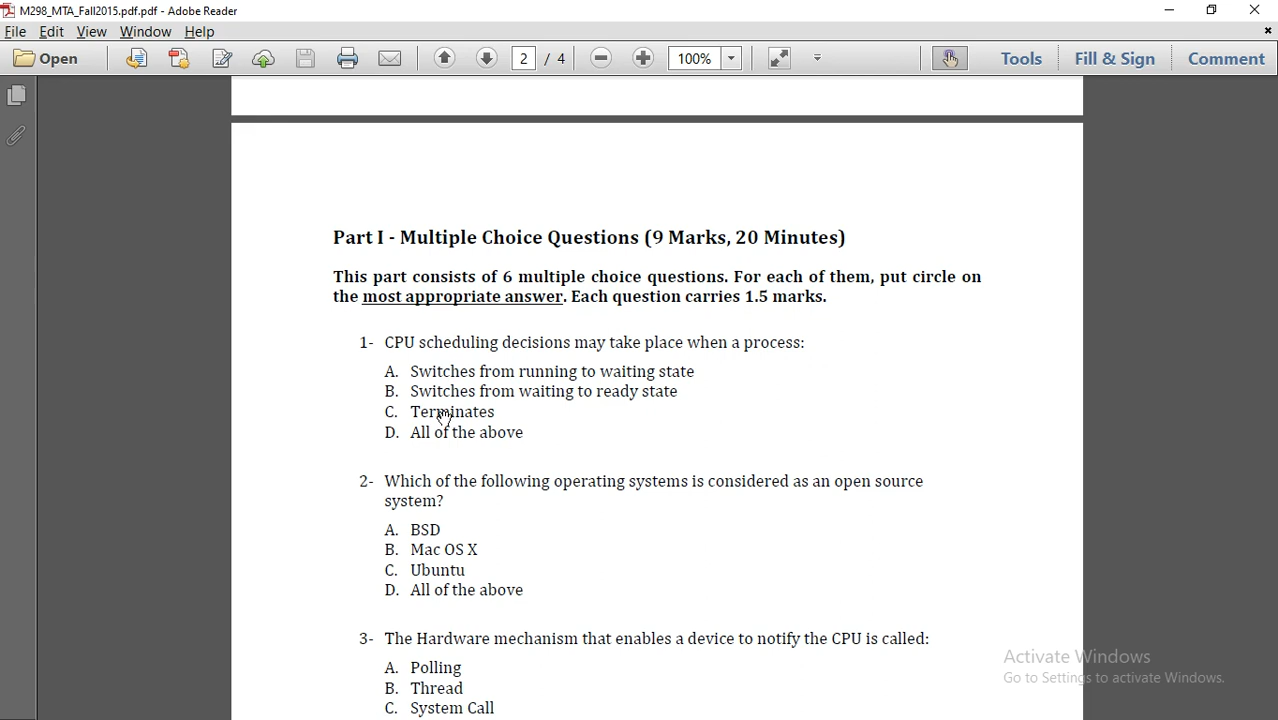 M298_MTA_Fall2015.pdf.pdf - Adobe Reader
File Edit View Window Help
Open 2 / 4 100% Tools Fill & Sign Comment
Part I - Multiple Choice Questions (9 Marks, 20 Minutes)
This part consists of 6 multiple choice questions. For each of them, put circle on
the most appropriate answer. Each question carries 1.5 marks.
1- CPU scheduling decisions may take place when a process:
A. Switches from running to waiting state
B. Switches from waiting to ready state
C. Terminates
D. All of the above
2- Which of the following operating systems is considered as an open source
system?
A. BSD
B. Mac OS X
C. Ubuntu
D. All of the above
3- The Hardware mechanism that enables a device to notify the CPU is called:
A. Polling
B. Thread
C. System Call
Activate Windows
Go to Settings to activate Windows.